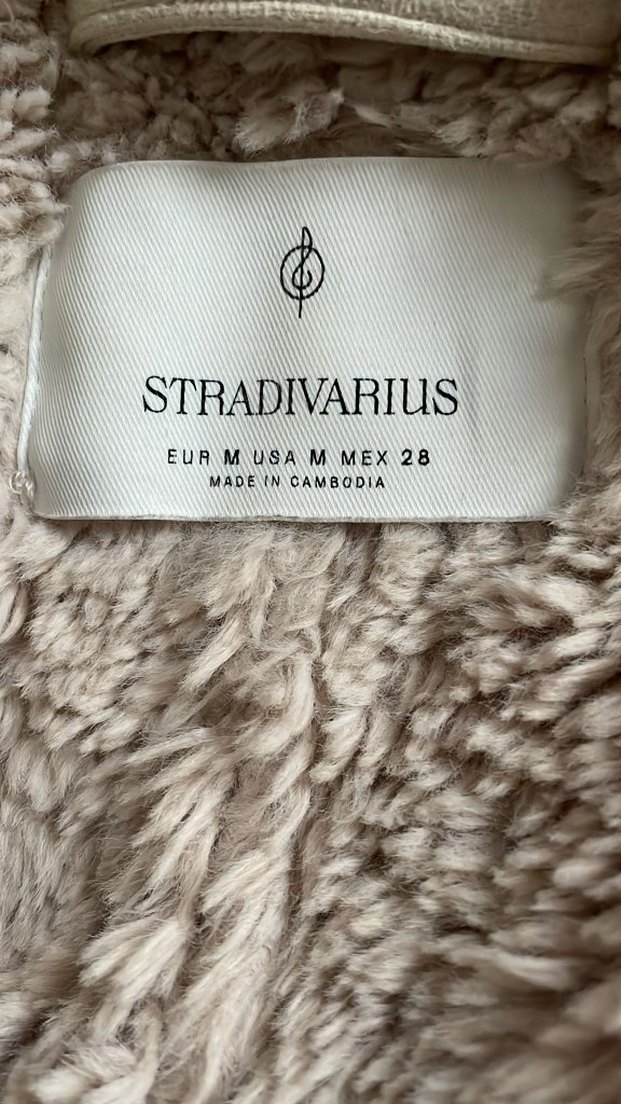 STRADIVARIUS
EUR M USA M MEX 28
MADE IN CAMBODIA